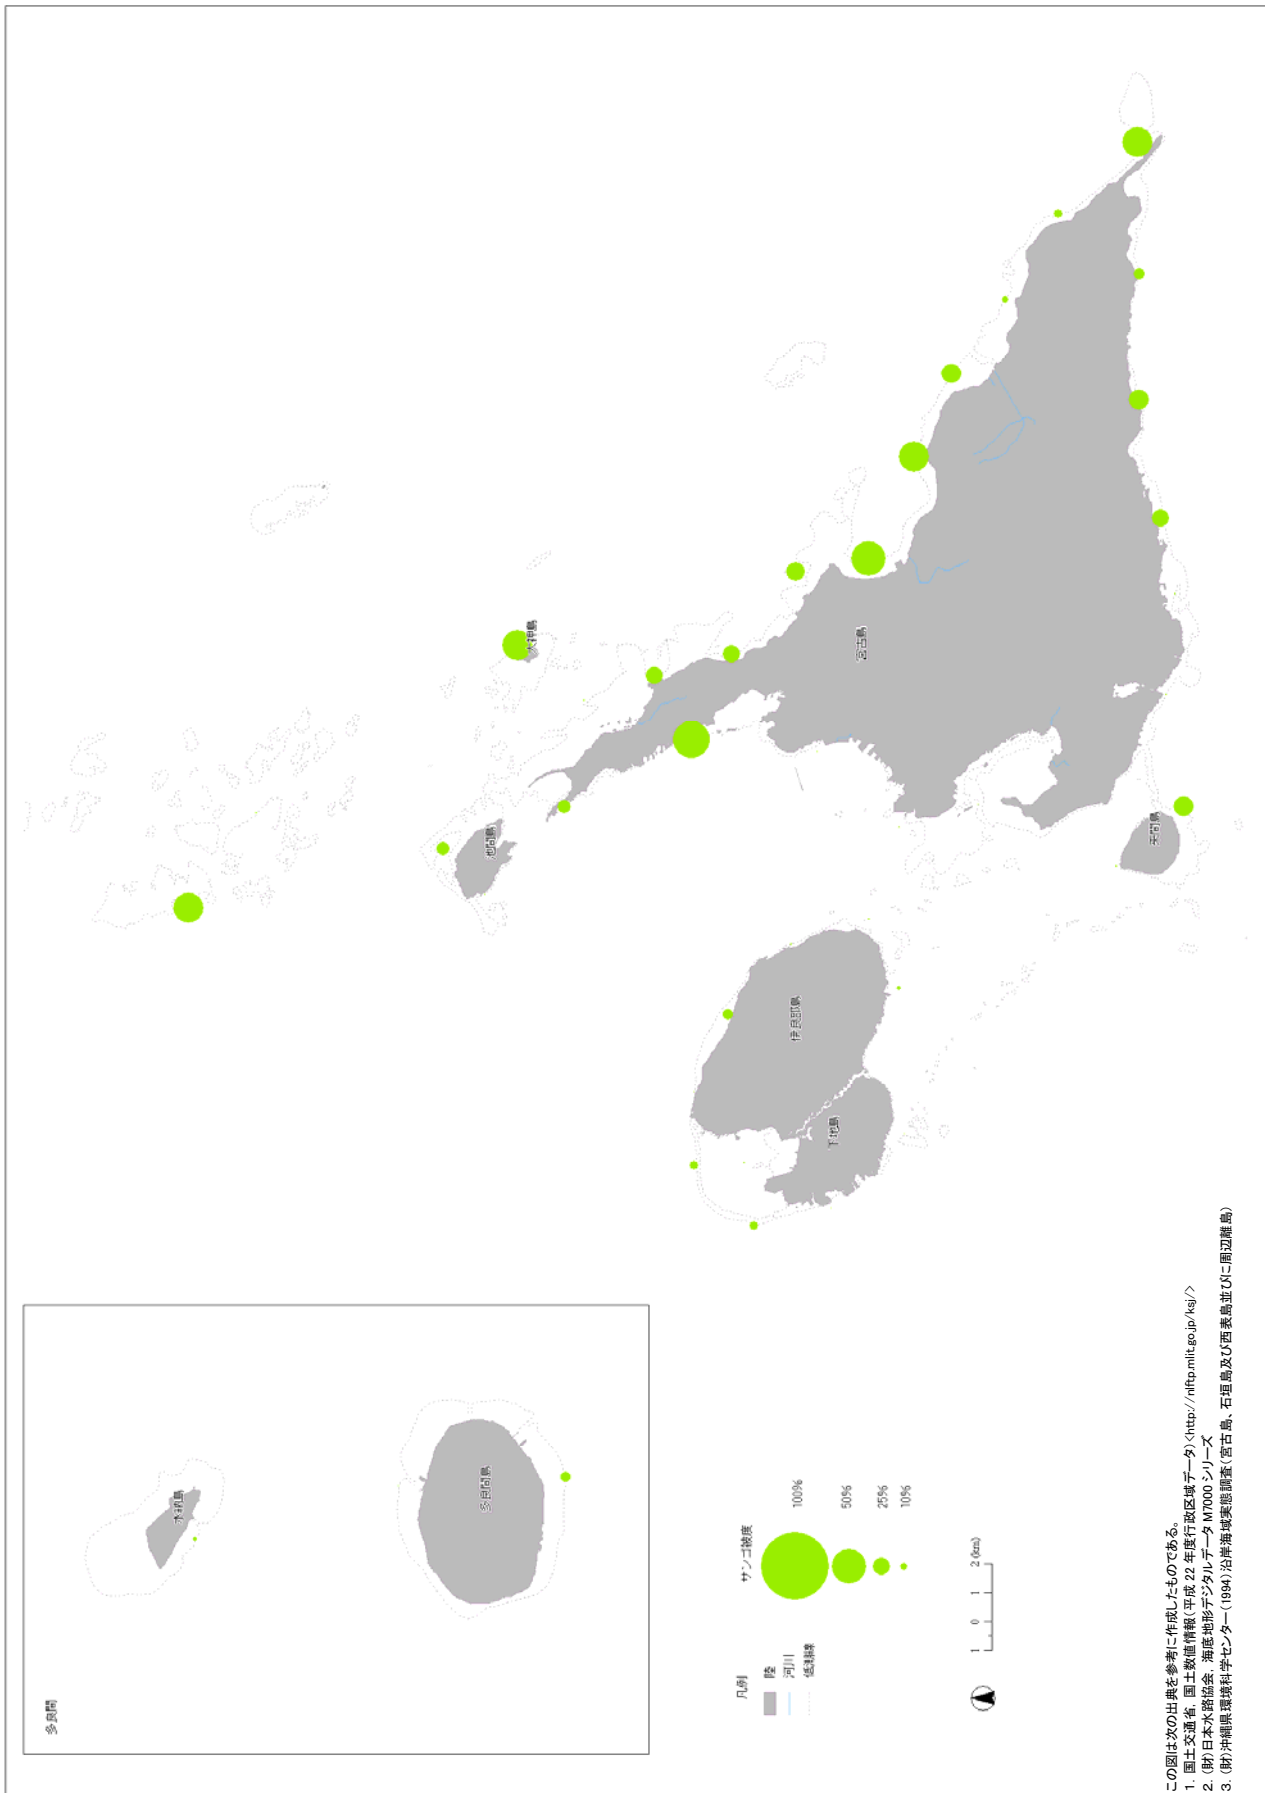 多良間
水納島
多良間島
池間島
大神島
宮古島
伊良部島
下地島
来間島
凡例
陸
河川
低潮線
サンゴ被度
100%
50%
25%
10%
1 0 1 2 (km)
この図は次の出典を参考に作成したものである。
1. 国土交通省, 国土数値情報(平成 22 年度行政区域データ)<http://nlftp.mlit.go.jp/ksj/>
2. (財)日本水路協会, 海底地形デジタルデータ M7000 シリーズ
3. (財)沖縄県環境科学センター(1994)沿岸海域実態調査(宮古島、石垣島及び西表島並びに周辺離島)